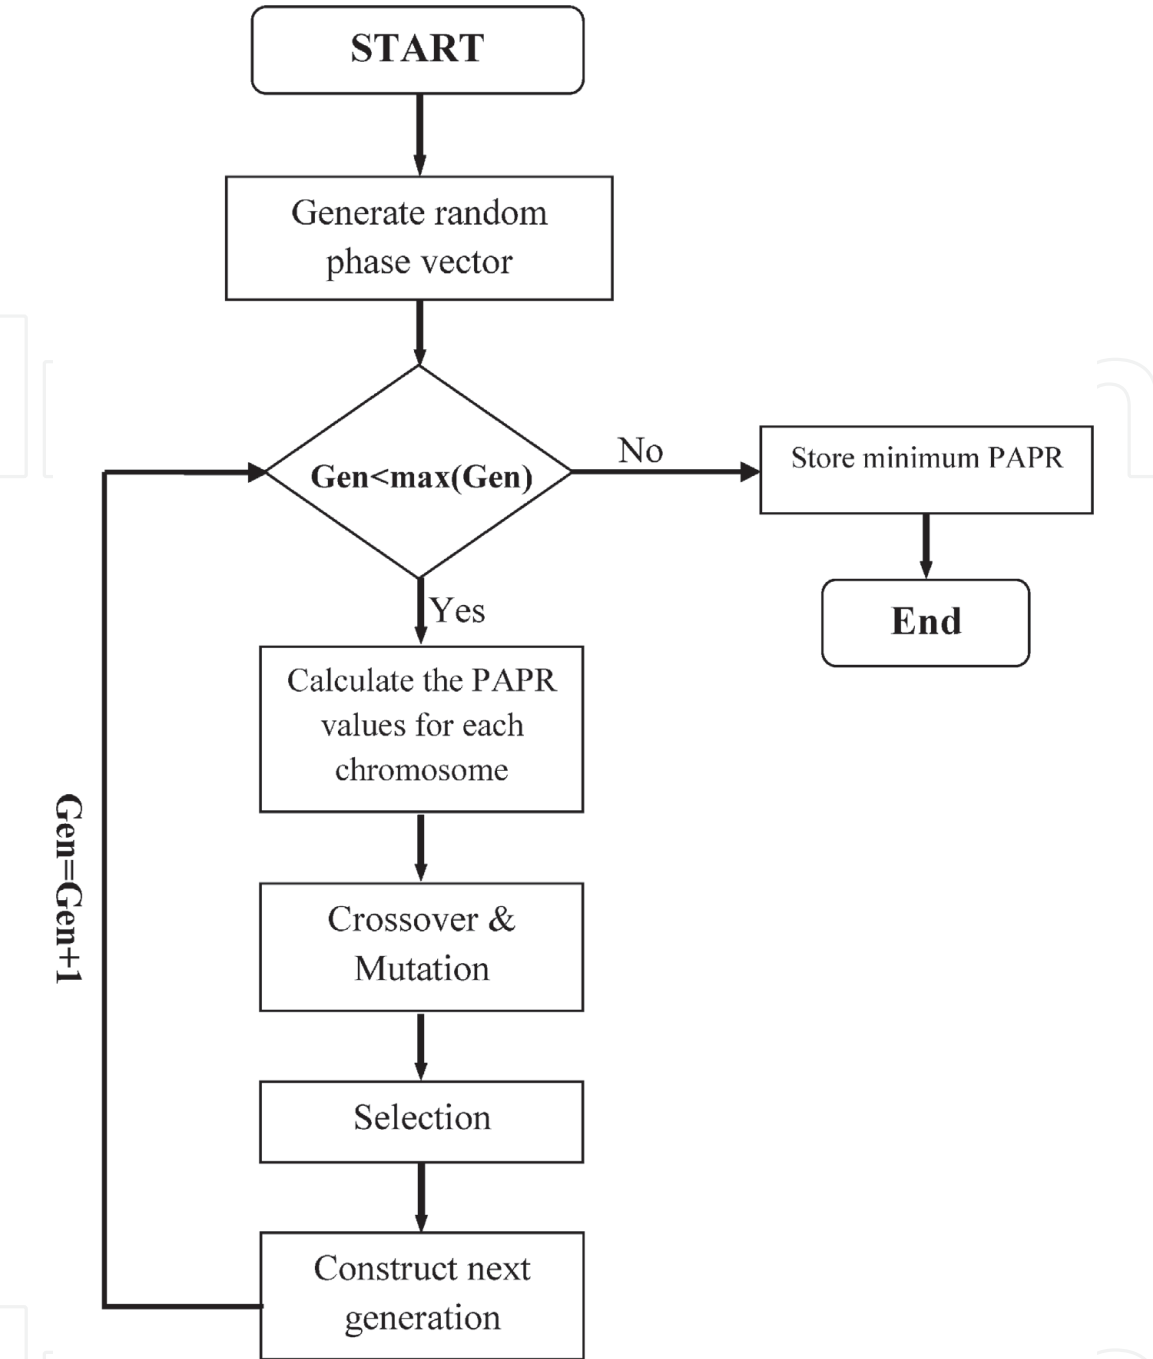 START
Generate random
phase vector
Gen<max(Gen)
No
Store minimum PAPR
End
Yes
Calculate the PAPR
values for each
chromosome
Gen=Gen+1
Crossover &
Mutation
Selection
Construct next
generation